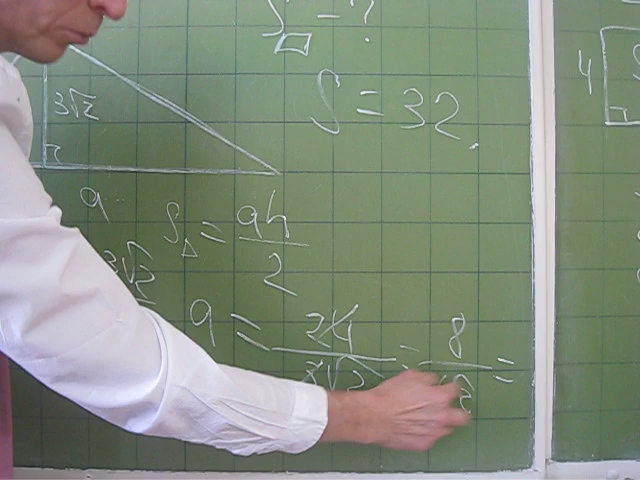 S▱ = ?
S = 32.
4
3√2
a
S△ = ah/2
3√2
a = 24/3√2 = 8/√2 =